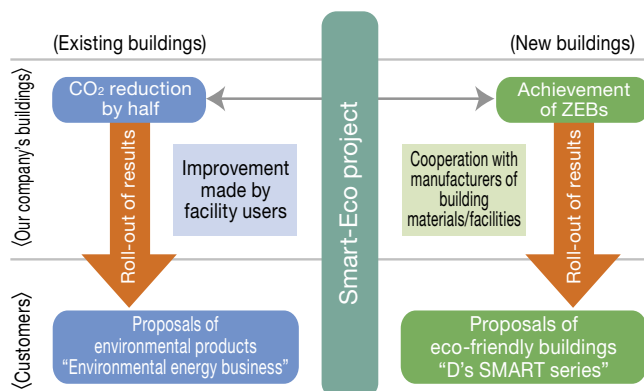 (Existing buildings)
(New buildings)
⟨Our company's buildings⟩
CO₂ reduction
by half
Achievement
of ZEBs
Smart-Eco project
Roll-out of results
Improvement
made by
facility users
Cooperation with
manufacturers of
building
materials/facilities
Roll-out of results
⟨Customers⟩
Proposals of
environmental products
“Environmental energy business”
Proposals of
eco-friendly buildings
“D's SMART series”